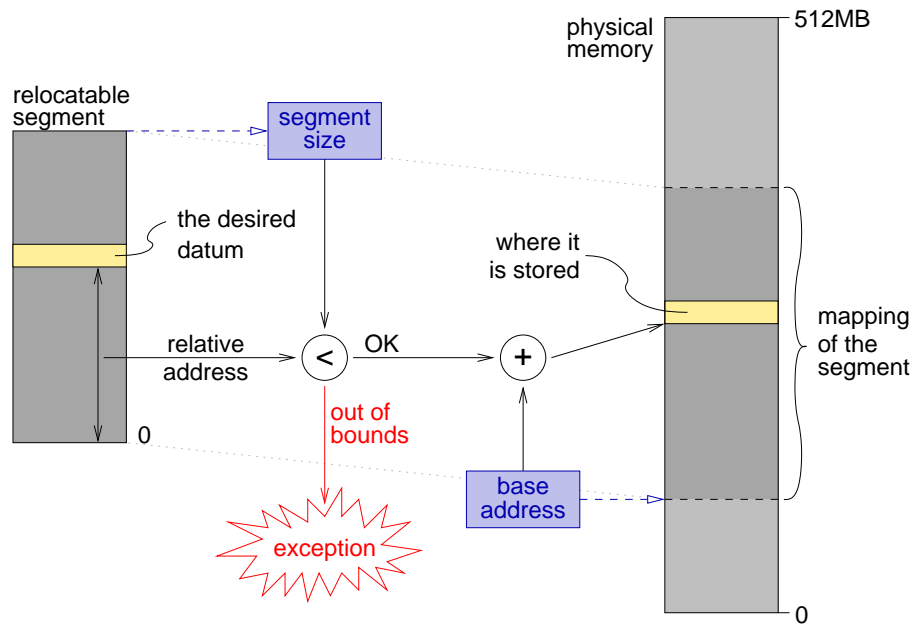 512MB
physical
memory
relocatable
segment
segment
size
the desired
datum
where it
is stored
relative
address
<
OK
+
mapping
of the
segment
out of
bounds
0
base
address
exception
0